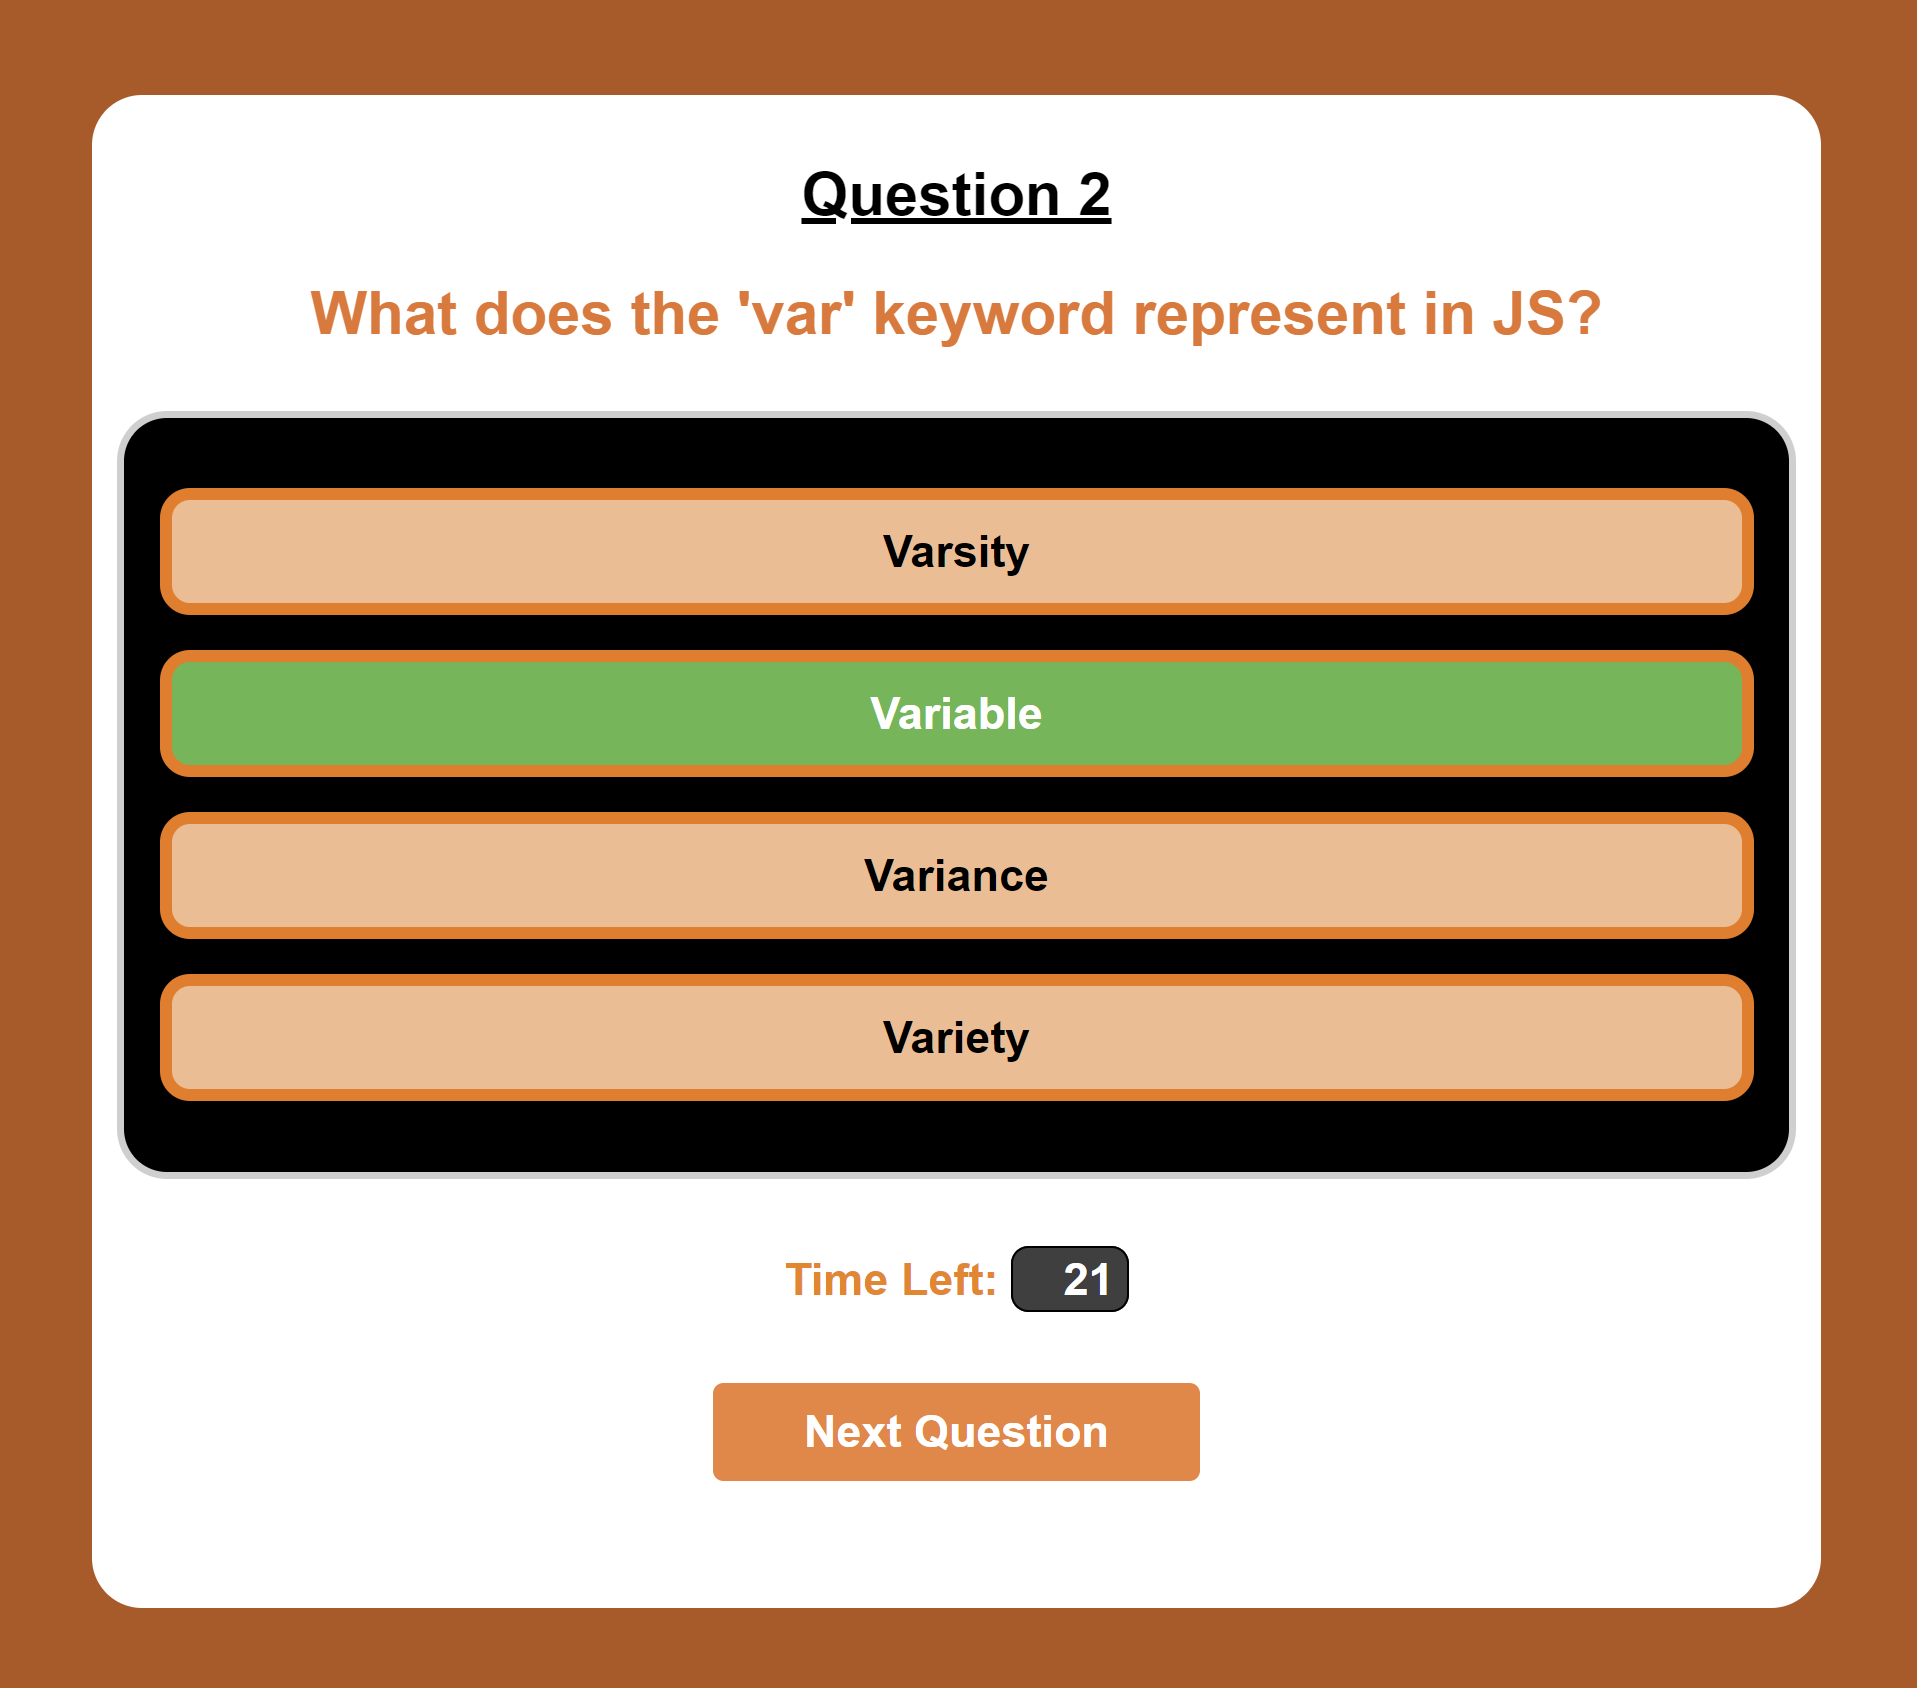 Question 2
What does the 'var' keyword represent in JS?
Varsity
Variable
Variance
Variety
Time Left: 21
Next Question